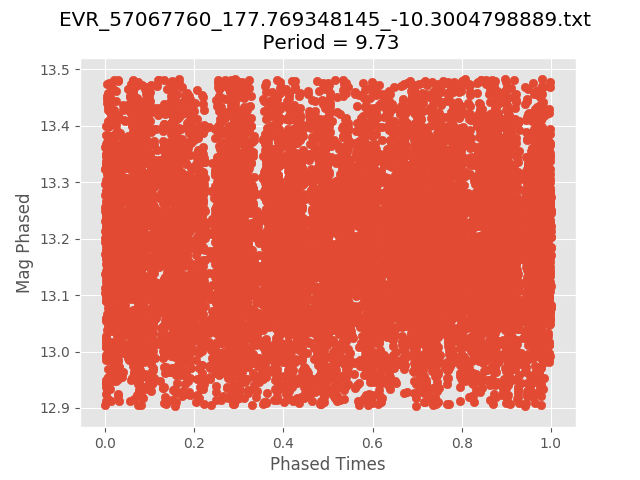 EVR_57067760_177.769348145_-10.3004798889.txt
Period = 9.73
13.5
13.4
13.3
13.2
13.1
13.0
12.9
Mag Phased
0.0 0.2 0.4 0.6 0.8 1.0
Phased Times